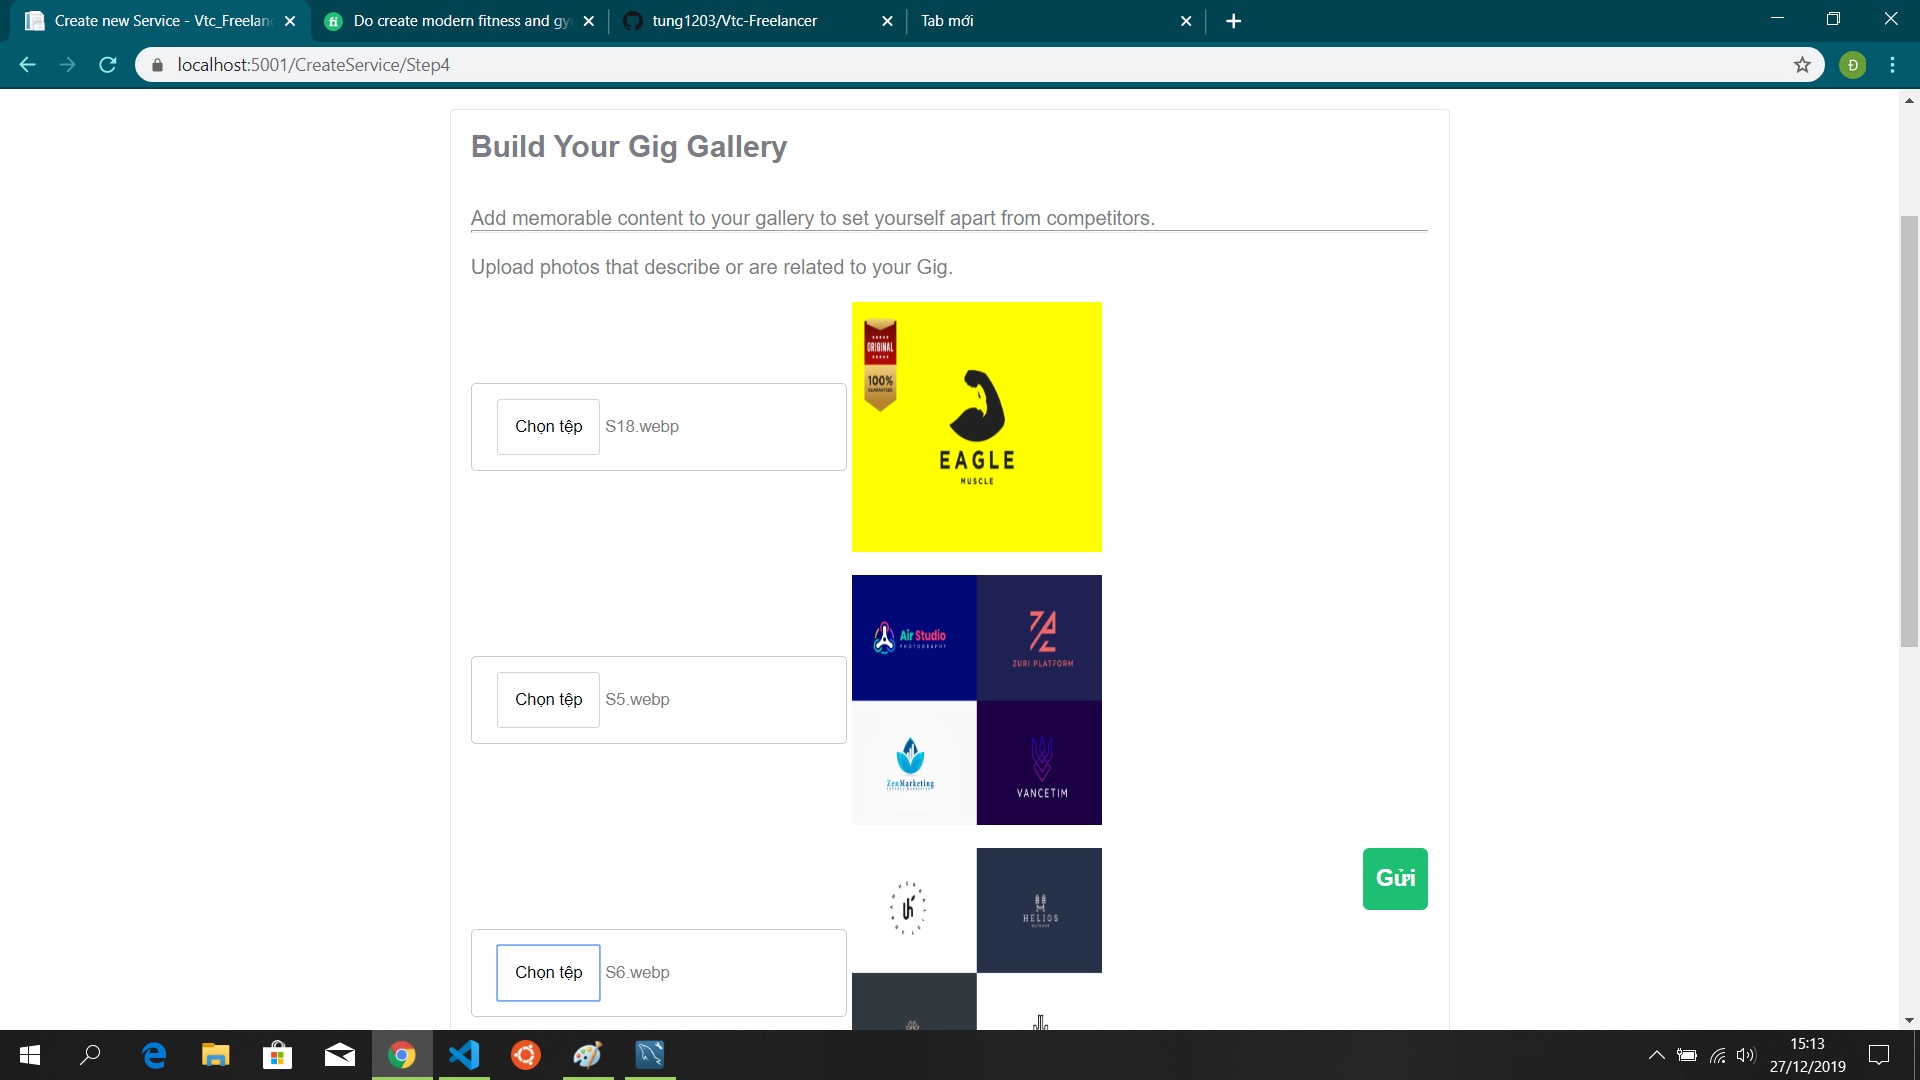 Create new Service - Vtc_Freelan
Do create modern fitness and gy
tung1203/Vtc-Freelancer
Tab mới
localhost:5001/CreateService/Step4
Đ
Build Your Gig Gallery
Add memorable content to your gallery to set yourself apart from competitors.
Upload photos that describe or are related to your Gig.
ORIGINAL
100%
EAGLE
MUSCLE
Chọn tệp S18.webp
Air Studio
PHOTOGRAPHY
ZURI PLATFORM
Chọn tệp S5.webp
ZenMarketing
VANCETIM
Gửi
HELIOS
Chọn tệp S6.webp
15:13
27/12/2019